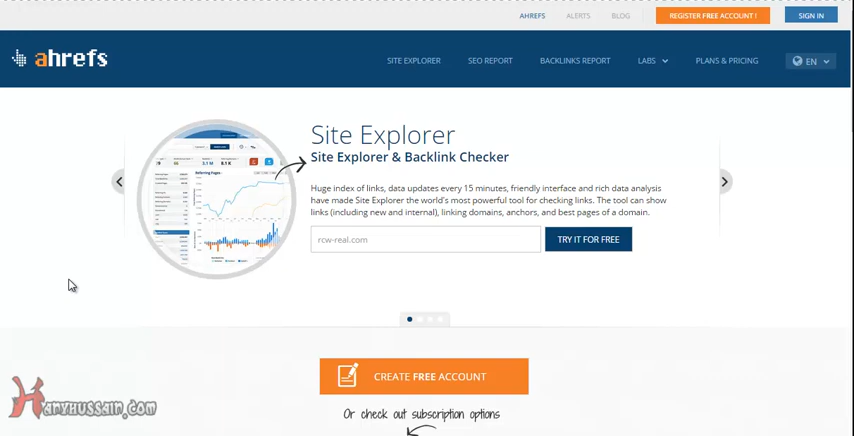 AHREFS ALERTS BLOG REGISTER FREE ACCOUNT ! SIGN IN
ahrefs SITE EXPLORER SEO REPORT BACKLINKS REPORT LABS PLANS & PRICING EN
Site Explorer
Site Explorer & Backlink Checker
Huge index of links, data updates every 15 minutes, friendly interface and rich data analysis
have made Site Explorer the world's most powerful tool for checking links. The tool can show
links (including new and internal), linking domains, anchors, and best pages of a domain.
rcw-real.com TRY IT FOR FREE
CREATE FREE ACCOUNT
Or check out subscription options
Hanyhussain.com